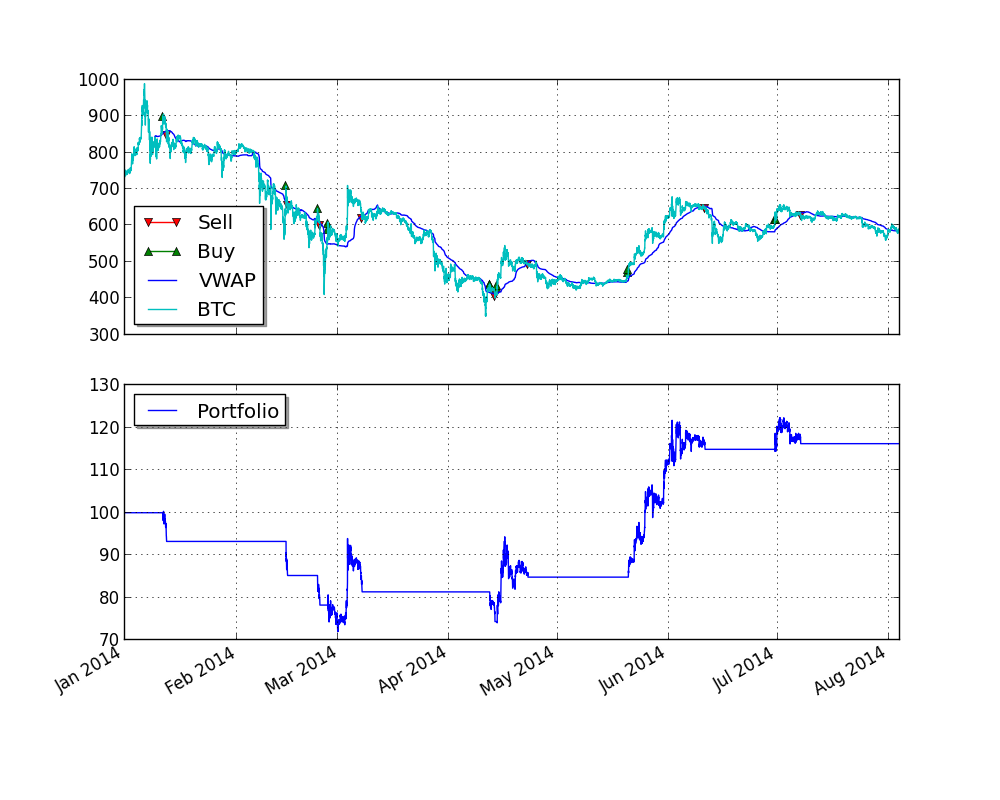 1000
900
800
700
600
500
400
300
Sell
Buy
VWAP
BTC
130
120
110
100
90
80
70
Portfolio
Jan 2014
Feb 2014
Mar 2014
Apr 2014
May 2014
Jun 2014
Jul 2014
Aug 2014